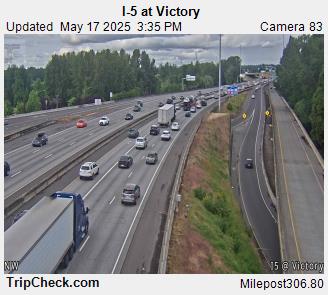 I-5 at Victory
Updated May 17 2025 3:35 PM Camera 83
NW I5 @ Victory
TripCheck.com Milepost306.80